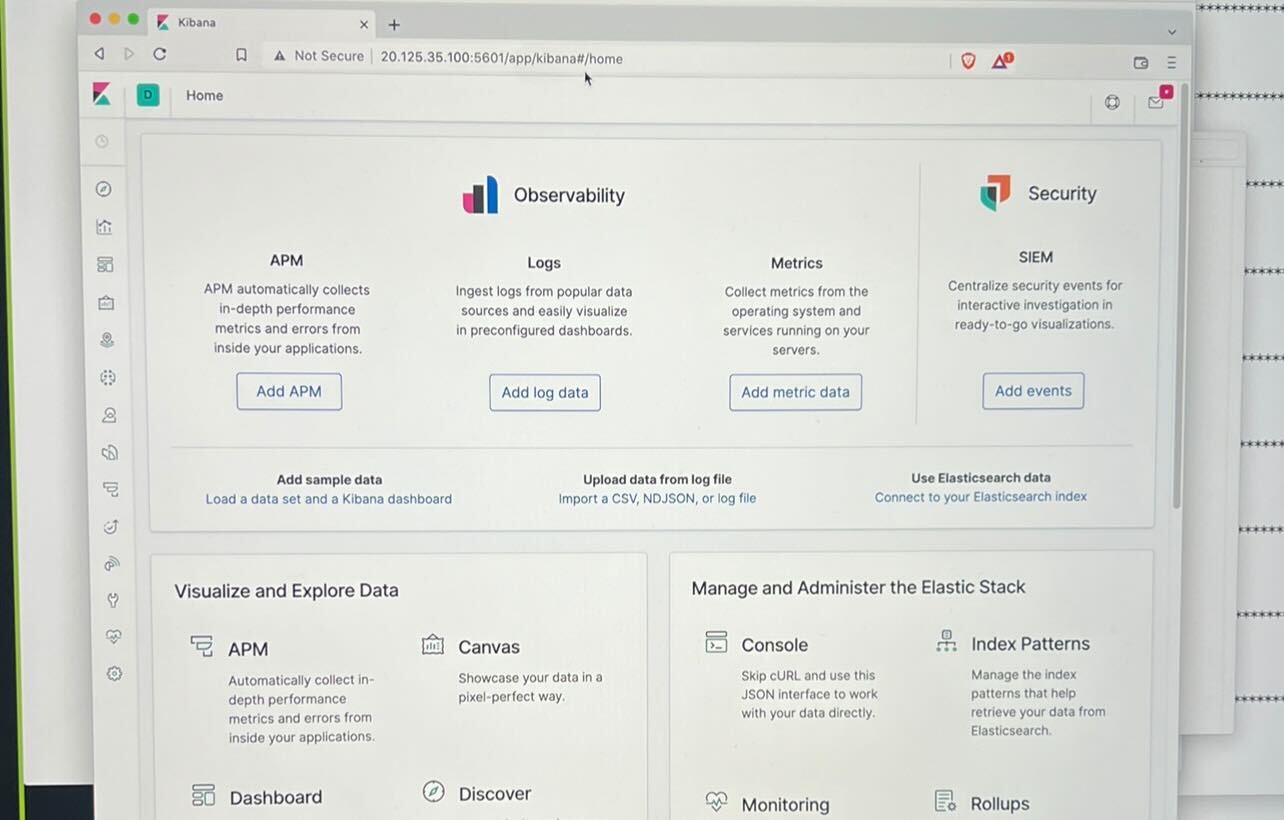 Kibana
Not Secure
20.125.35.100:5601/app/kibana#/home
1
D
Home
Observability
Security
APM
Logs
Metrics
SIEM
APM automatically collects
in-depth performance
metrics and errors from
inside your applications.
Ingest logs from popular data
sources and easily visualize
in preconfigured dashboards.
Collect metrics from the
operating system and
services running on your
servers.
Centralize security events for
interactive investigation in
ready-to-go visualizations.
Add APM
Add log data
Add metric data
Add events
Add sample data
Load a data set and a Kibana dashboard
Upload data from log file
Import a CSV, NDJSON, or log file
Use Elasticsearch data
Connect to your Elasticsearch index
Visualize and Explore Data
APM
Automatically collect in-
depth performance
metrics and errors from
inside your applications.
Canvas
Showcase your data in a
pixel-perfect way.
Dashboard
Discover
Manage and Administer the Elastic Stack
Console
Skip cURL and use this
JSON interface to work
with your data directly.
Index Patterns
Manage the index
patterns that help
retrieve your data from
Elasticsearch.
Monitoring
Rollups